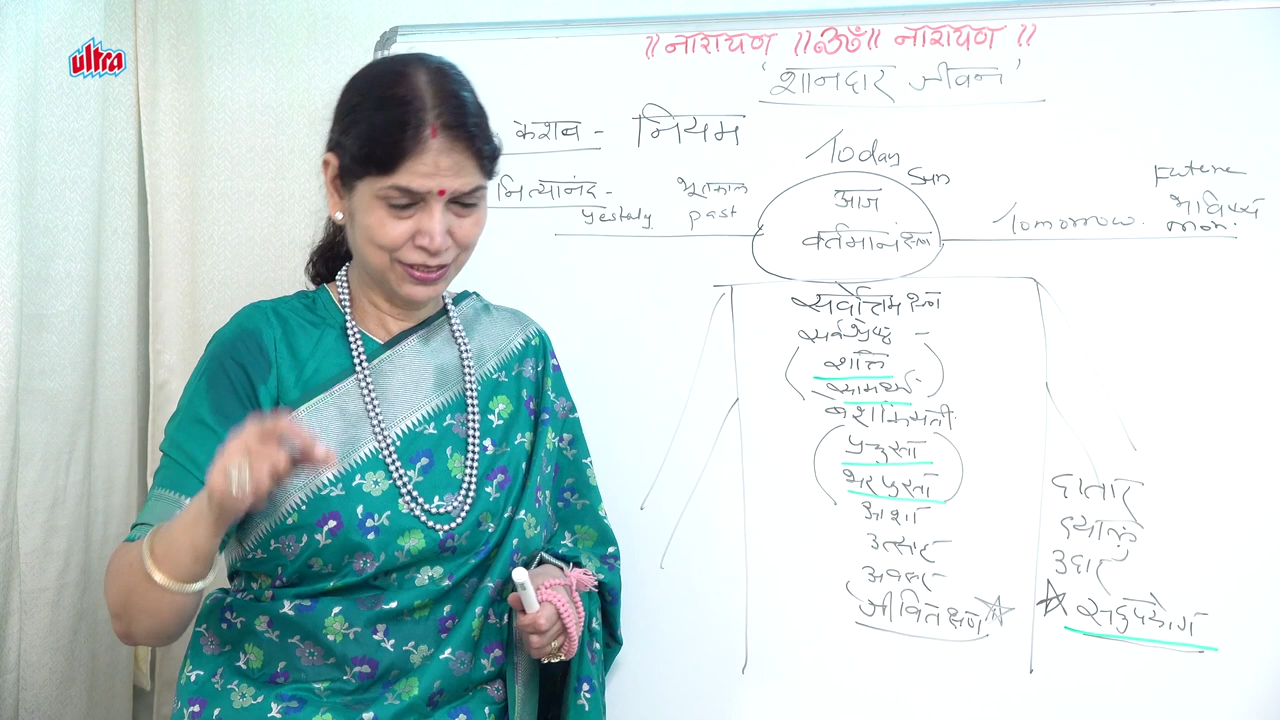 ultra
॥ नारायण ॥ ॐ ॥ नारायण ॥
'शानदार जीवन'
केशव - नियम
Today
Sun
Future
नित्यानंद - भूतकाल आज भविष्य
past Tomorrow. mon.
वर्तमान क्षण
सर्वोत्तम क्षण
सर्वश्रेष्ठ -
शक्ति
सामर्थ्य
बेशकिमती
प्रचुरता
भरपुरता
दातार
आशा
दयालु
उत्साह
उदार
अवसर
जीवित क्षण
सदुपयोग